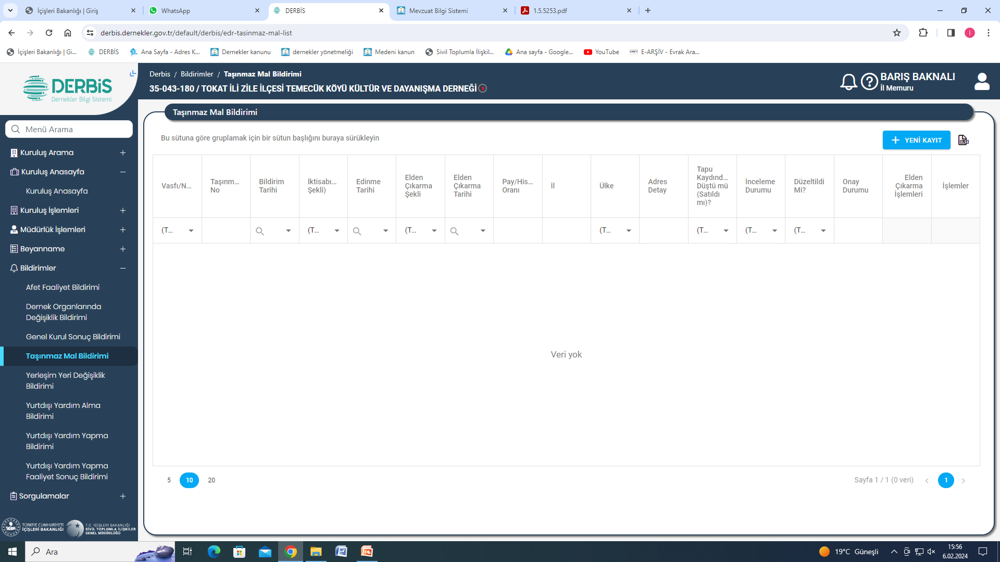 İçişleri Bakanlığı | Giriş
WhatsApp
DERBİS
Mevzuat Bilgi Sistemi
1.5.5253.pdf
derbis.dernekler.gov.tr/default/derbis/edr-tasinmaz-mal-list
İçişleri Bakanlığı | Gi...
DERBİS
Ana Sayfa - Adres K...
Dernekler kanunu
dernekler yönetmeliği
Medeni kanun
Sivil Toplumla İlişkil...
Ana sayfa - Google...
YouTube
E-ARŞİV - Evrak Ara...
DERBİS
Dernekler Bilgi Sistemi
Derbis / Bildirimler / Taşınmaz Mal Bildirimi
35-043-180 / TOKAT İLİ ZİLE İLÇESİ TEMECÜK KÖYÜ KÜLTÜR VE DAYANIŞMA DERNEĞİ
BARIŞ BAKNALI
İl Memuru
Menü Arama
Kuruluş Arama
Kuruluş Anasayfa
Kuruluş Anasayfa
Kuruluş İşlemleri
Müdürlük İşlemleri
Beyanname
Bildirimler
Afet Faaliyet Bildirimi
Dernek Organlarında
Değişiklik Bildirimi
Genel Kurul Sonuç Bildirimi
Taşınmaz Mal Bildirimi
Yerleşim Yeri Değişiklik
Bildirimi
Yurtdışı Yardım Alma
Bildirimi
Yurtdışı Yardım Yapma
Bildirimi
Yurtdışı Yardım Yapma
Faaliyet Sonuç Bildirimi
Sorgulamalar
TÜRKİYE CUMHURİYETİ
İÇİŞLERİ BAKANLIĞI
T.C. İÇİŞLERİ BAKANLIĞI
SİVİL TOPLUMLA İLİŞKİLER
GENEL MÜDÜRLÜĞÜ
Taşınmaz Mal Bildirimi
Bu sütuna göre gruplamak için bir sütun başlığını buraya sürükleyin
YENİ KAYIT
Vasfı/N...
Taşınm...
No
Bildirim
Tarihi
İktisabı...
Şekli)
Edinme
Tarihi
Elden
Çıkarma
Şekli
Elden
Çıkarma
Tarihi
Pay/His...
Oranı
İl
Ülke
Adres
Detay
Tapu
Kaydınd...
Düştü mü
(Satıldı
mı)?
İnceleme
Durumu
Düzeltildi
Mi?
Onay
Durumu
Elden
Çıkarma
İşlemleri
İşlemler
(T... (T... (T... (T... (T... (T... (T...
Veri yok
5 10 20
Sayfa 1 / 1 (0 veri) 1
Ara
19°C Güneşli
15:56
6.02.2024